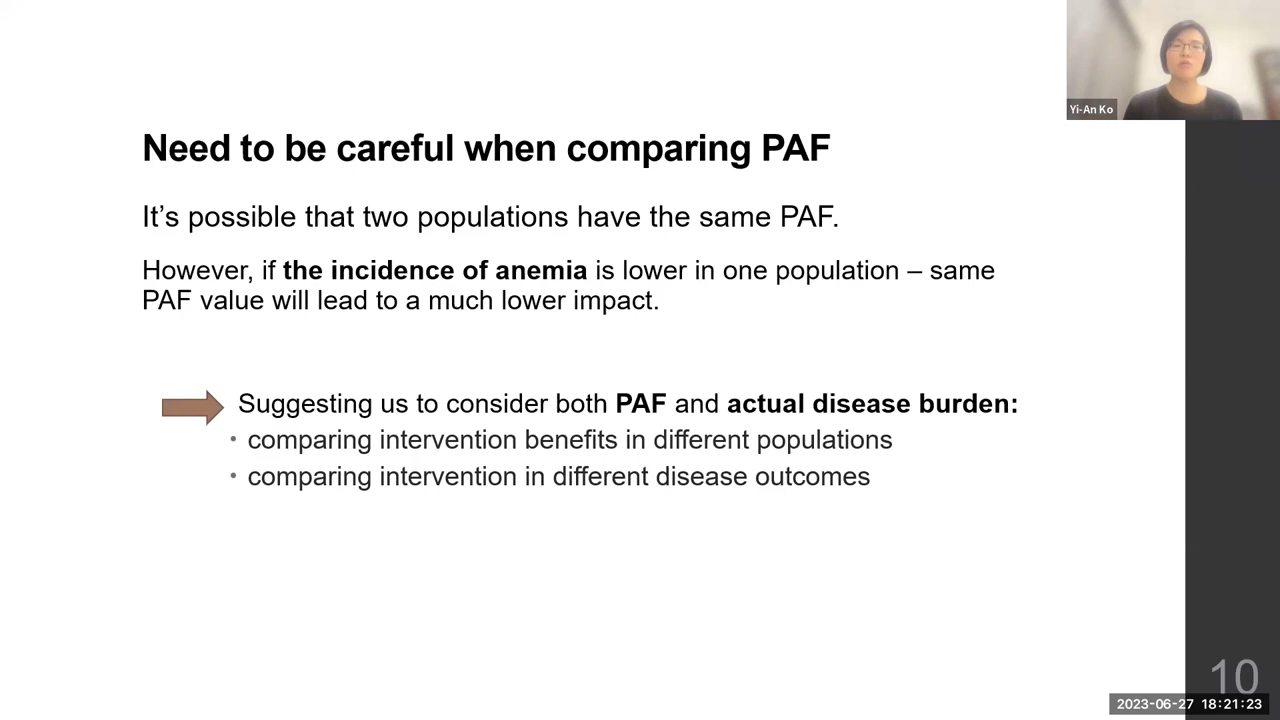 Yi-An Ko
Need to be careful when comparing PAF
It’s possible that two populations have the same PAF.
However, if the incidence of anemia is lower in one population – same
PAF value will lead to a much lower impact.
Suggesting us to consider both PAF and actual disease burden:
• comparing intervention benefits in different populations
• comparing intervention in different disease outcomes
10
2023-06-27 18:21:23